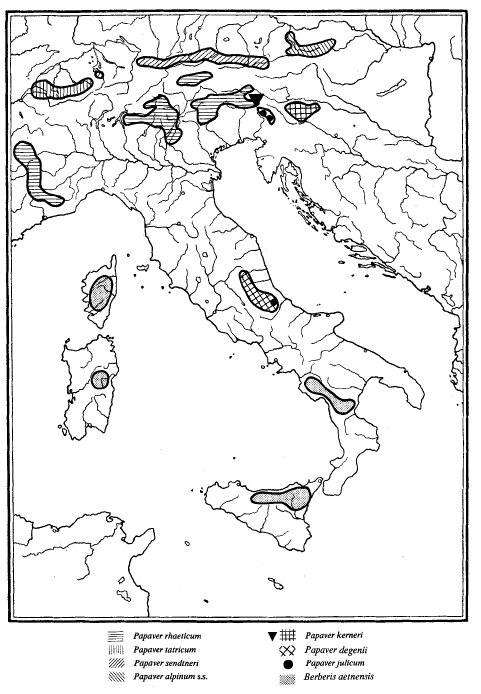 Papaver rhaeticum
Papaver tatricum
Papaver sendtneri
Papaver alpinum s.s.
Papaver kerneri
Papaver degenii
Papaver julicum
Berberis aetnensis